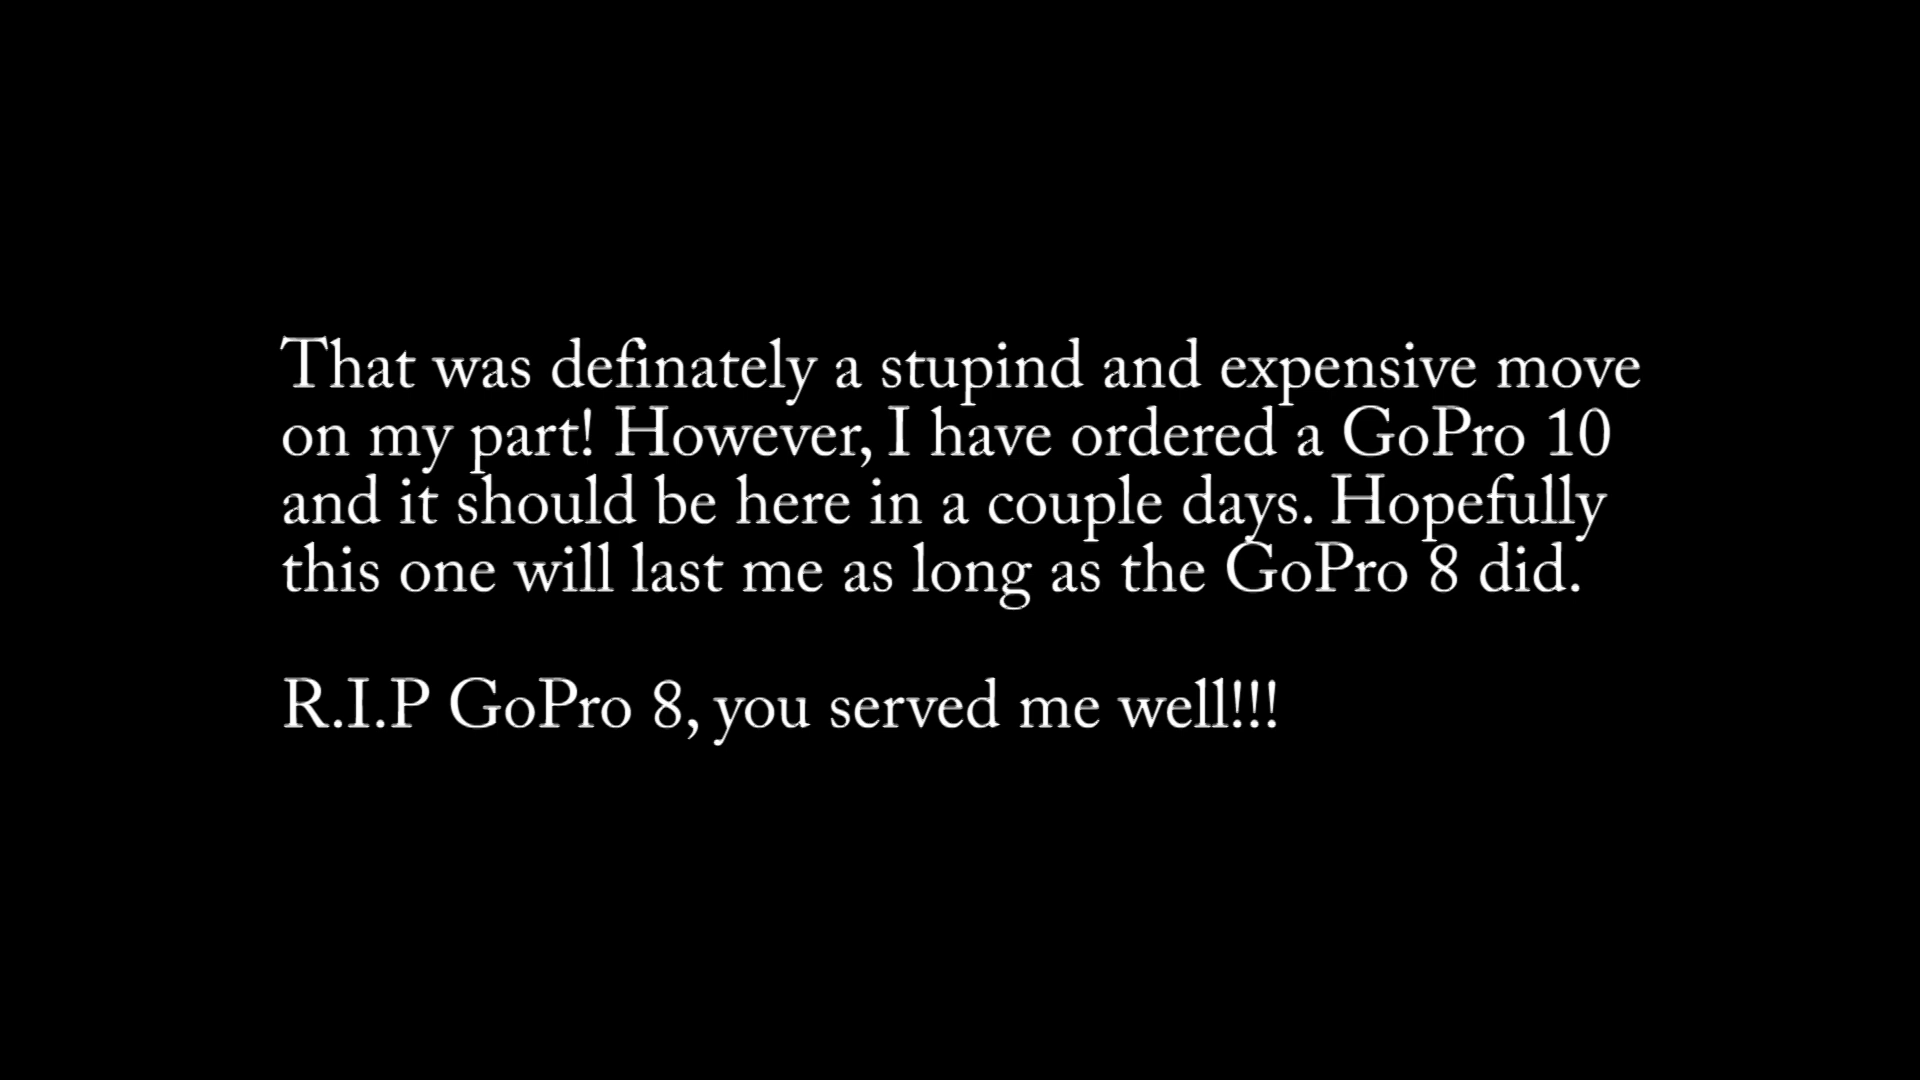 That was definately a stupind and expensive move
on my part! However, I have ordered a GoPro 10
and it should be here in a couple days. Hopefully
this one will last me as long as the GoPro 8 did.
R.I.P GoPro 8, you served me well!!!